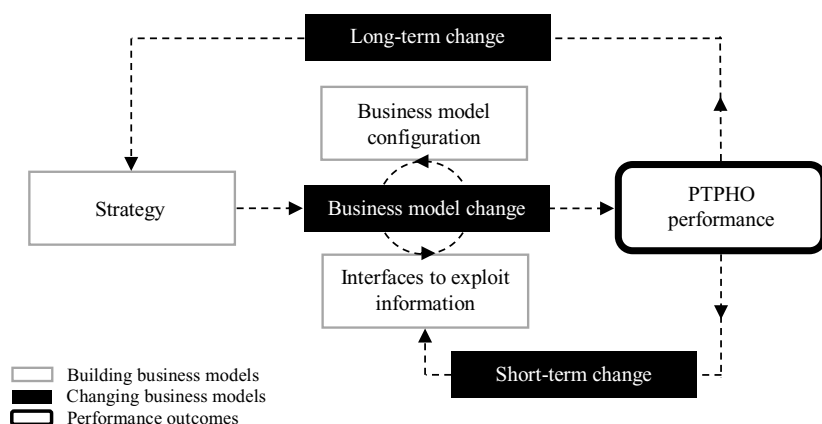 Long-term change
Business model
configuration
Strategy
Business model change
PTPHO
performance
Interfaces to exploit
information
Short-term change
Building business models
Changing business models
Performance outcomes